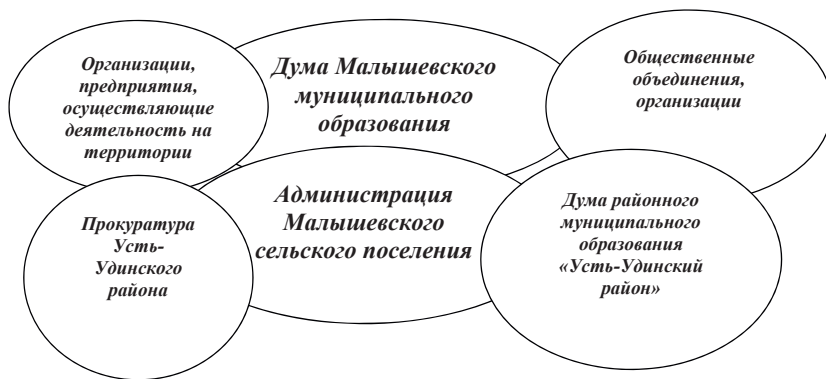 Организации,
предприятия,
осуществляющие
деятельность на
территории
Дума Малышевского
муниципального
образования
Общественные
объединения,
организации
Прокуратура
Усть-
Удинского
района
Администрация
Малышевского
сельского поселения
Дума районного
муниципального
образования
«Усть-Удинский
район»